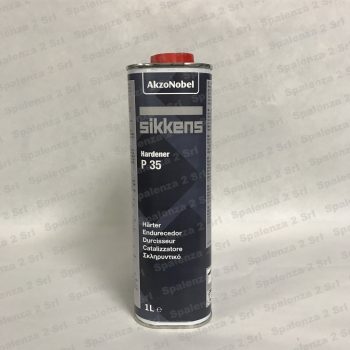 AkzoNobel
sikkens
Hardener
P 35
Härter
Endurecedor
Durcisseur
Catalizzatore
Σκληρυντικό
1L e
Spalenza 2 Srl